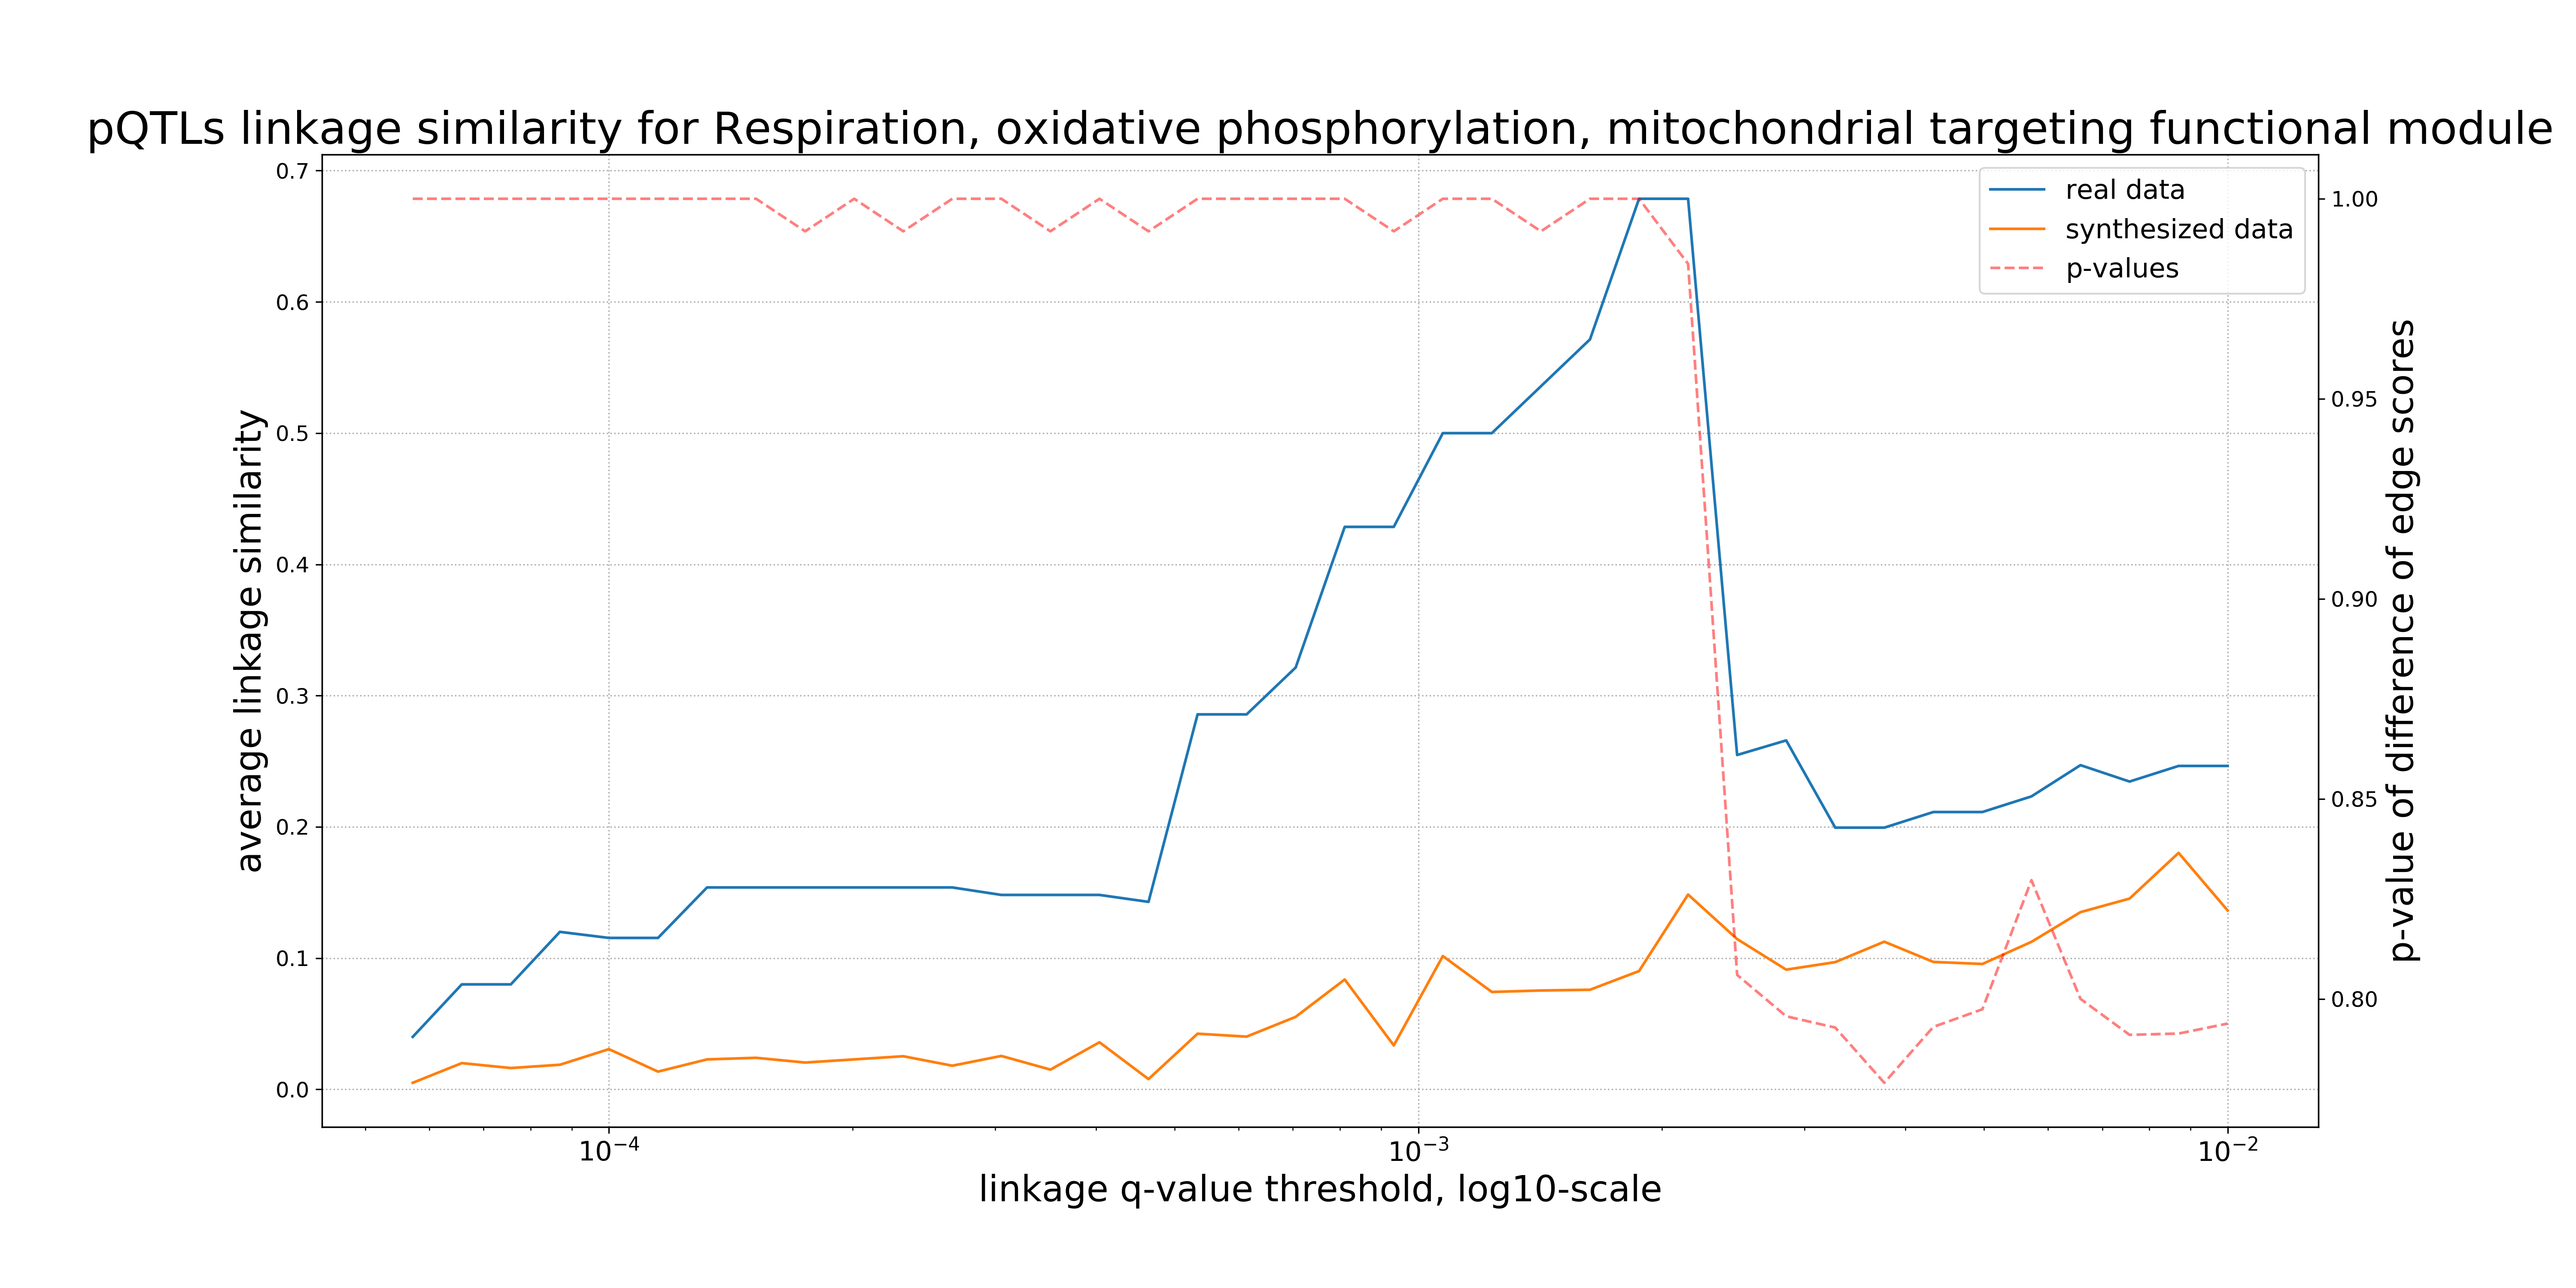 pQTLs linkage similarity for Respiration, oxidative phosphorylation, mitochondrial targeting functional module
real data
synthesized data
p-values
average linkage similarity
0.7
0.6
0.5
0.4
0.3
0.2
0.1
0.0
1.00
0.95
0.90
0.85
0.80
p-value of difference of edge scores
10⁻⁴
10⁻³
10⁻²
linkage q-value threshold, log10-scale